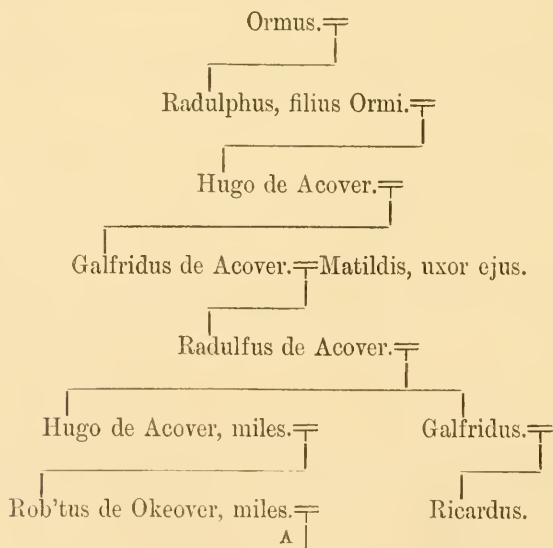 Ormus.
Radulphus, filius Ormi.
Hugo de Acover.
Galfridus de Acover. Matildis, uxor ejus.
Radulfus de Acover.
Hugo de Acover, miles. Galfridus.
Rob'tus de Okeover, miles. Ricardus.
A